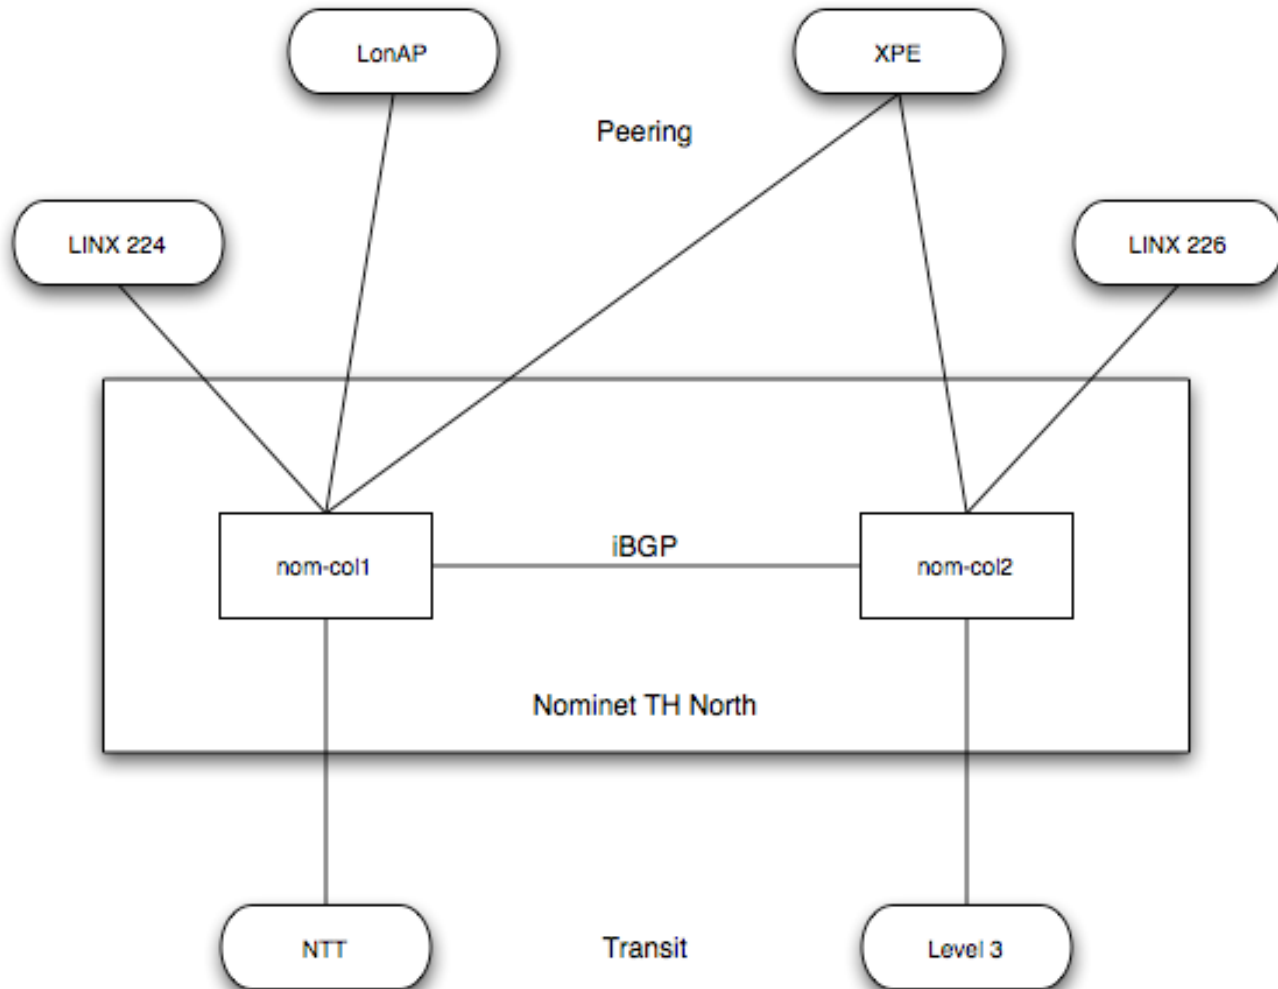 LonAP
XPE
Peering
LINX 224
LINX 226
iBGP
nom-col1
nom-col2
Nominet TH North
NTT
Transit
Level 3